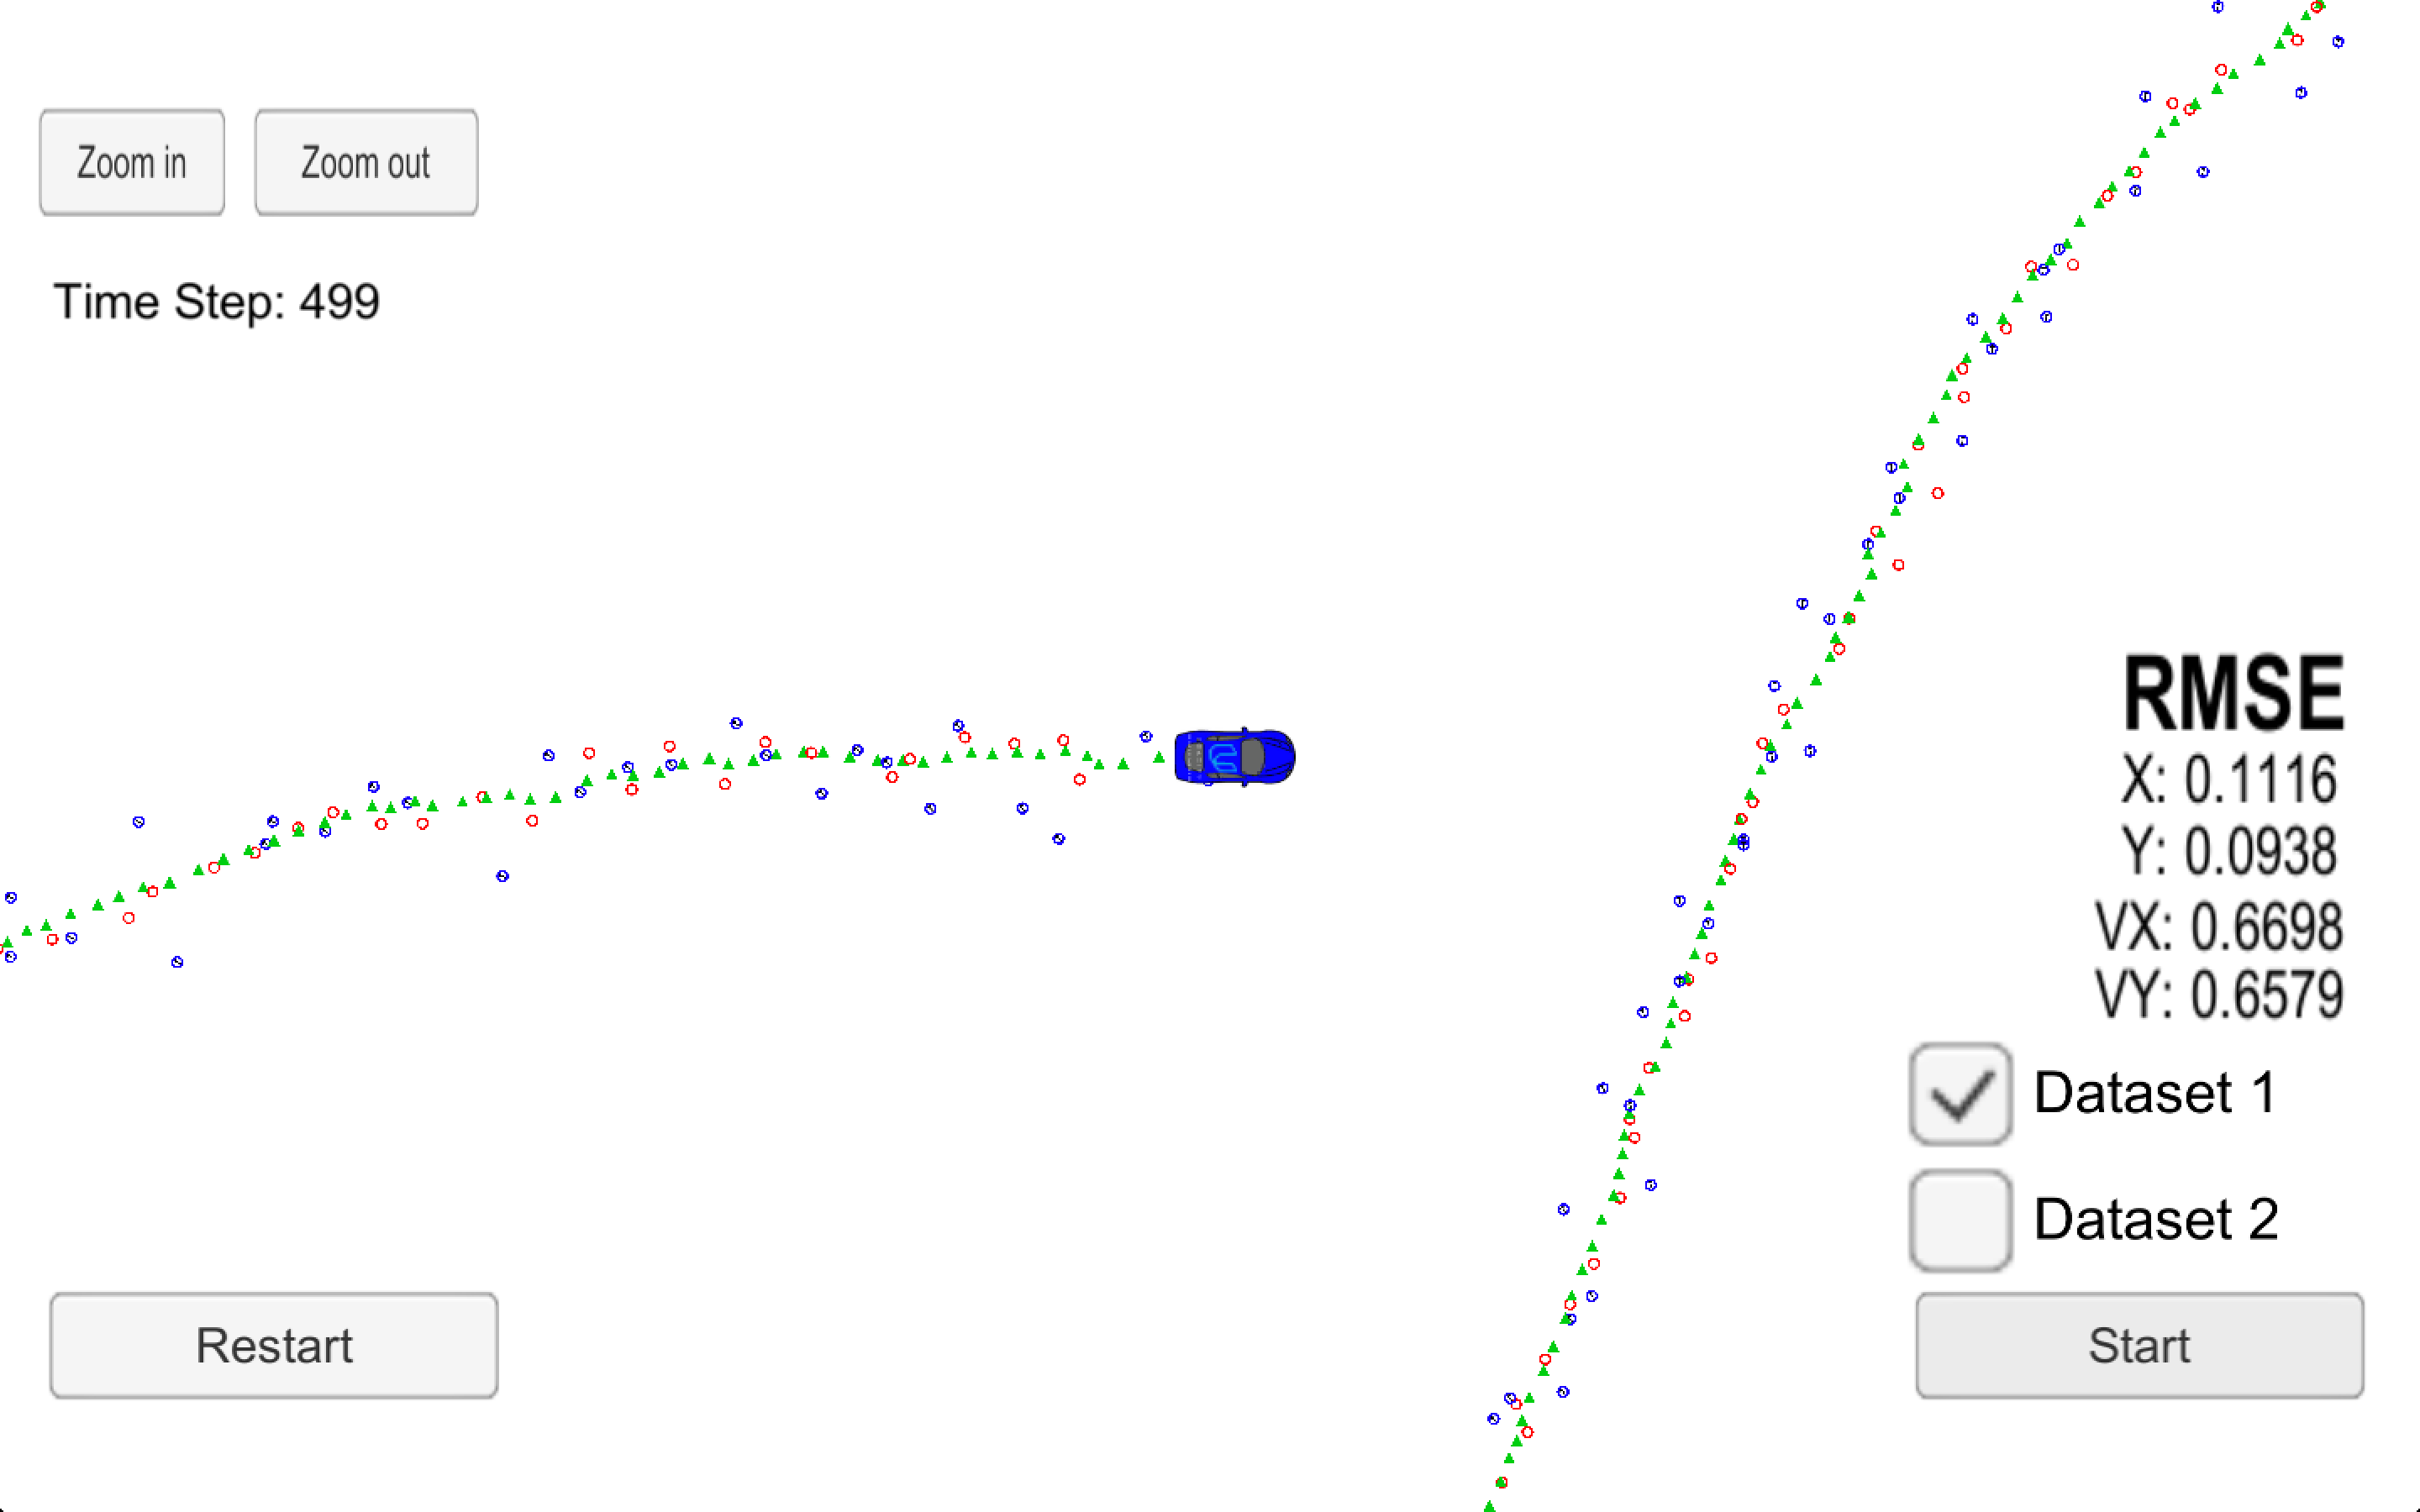 Zoom in
Zoom out
Time Step: 499
RMSE
X: 0.1116
Y: 0.0938
VX: 0.6698
VY: 0.6579
Dataset 1
Dataset 2
Restart
Start